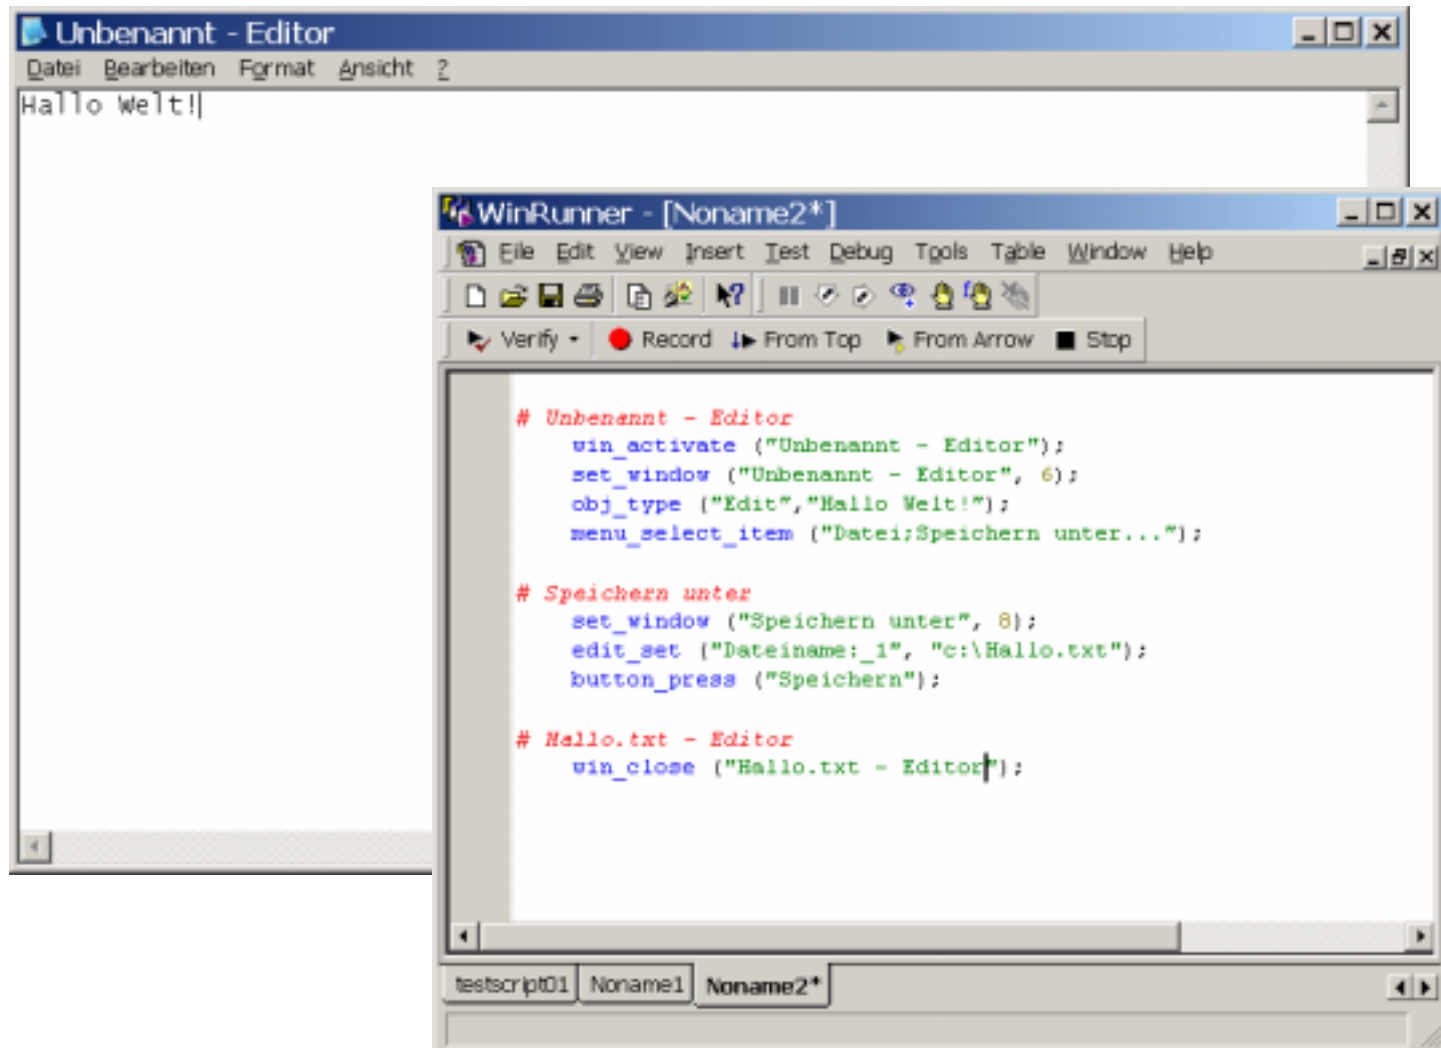 Unbenannt - Editor
Datei Bearbeiten Format Ansicht ?
Hallo Welt!
WinRunner - [Noname2*]
File Edit View Insert Test Debug Tools Table Window Help
Verify Record From Top From Arrow Stop
# Unbenannt - Editor
win_activate ("Unbenannt - Editor");
set_window ("Unbenannt - Editor", 6);
obj_type ("Edit","Hallo Welt!");
menu_select_item ("Datei;Speichern unter...");
# Speichern unter
set_window ("Speichern unter", 8);
edit_set ("Dateiname:_1", "c:\Hallo.txt");
button_press ("Speichern");
# Hallo.txt - Editor
win_close ("Hallo.txt - Editor");
testscript01 Noname1 Noname2*